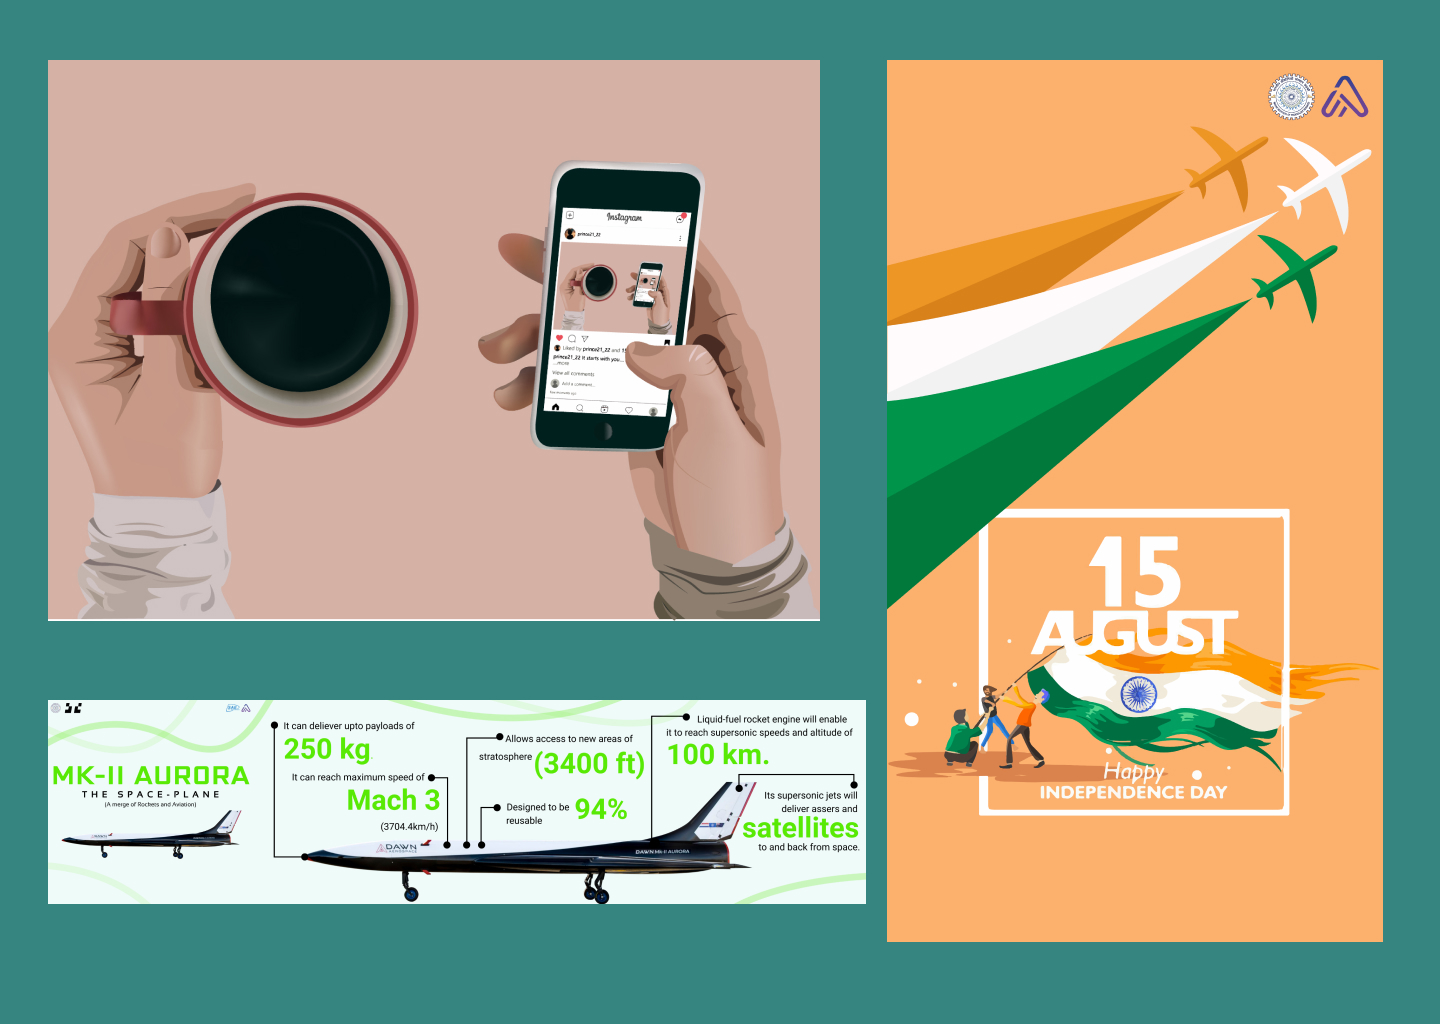 Instagram
prince21_22
Liked by prince21_22 and
prince21_22 It starts with you...
...more
View all comments
Add a comment...
15
AUGUST
Happy
INDEPENDENCE DAY
MK-II AURORA
THE SPACE-PLANE
(A merge of Rockets and Aviation)
It can deliever upto payloads of
250 kg
It can reach maximum speed of
Mach 3
(3704.4km/h)
Allows access to new areas of
stratosphere (3400 ft)
Designed to be
reusable 94%
Liquid-fuel rocket engine will enable
it to reach supersonic speeds and altitude of
100 km.
Its supersonic jets will
deliver assers and
satellites
to and back from space.
DAWN
AEROSPACE
DAWN MK-II AURORA